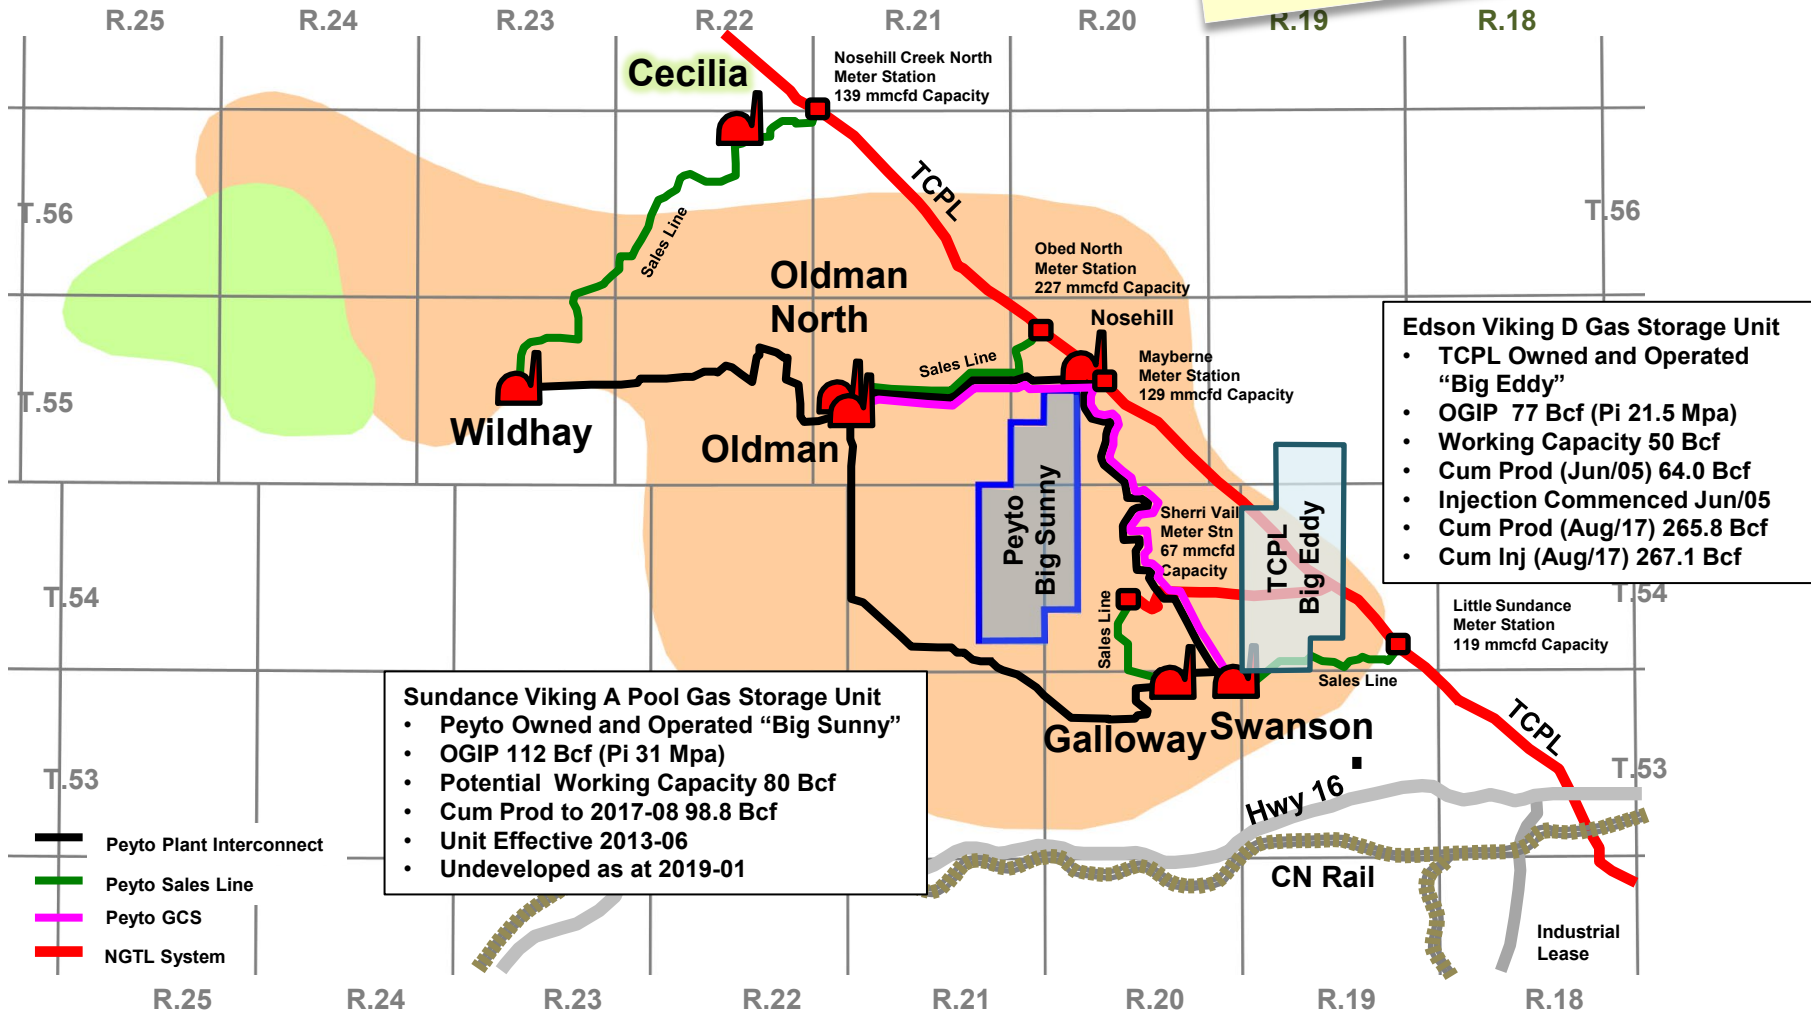 R.25 R.24 R.23 R.22 R.21 R.20 R.19 R.18
Cecilia
Nosehill Creek North
Meter Station
139 mmcfd Capacity
TCPL
T.56
T.56
Sales Line
Oldman
North
Obed North
Meter Station
227 mmcfd Capacity
Nosehill
Sales Line
Mayberne
Meter Station
129 mmcfd Capacity
T.55
Wildhay
Oldman
Edson Viking D Gas Storage Unit
• TCPL Owned and Operated
“Big Eddy”
• OGIP 77 Bcf (Pi 21.5 Mpa)
• Working Capacity 50 Bcf
• Cum Prod (Jun/05) 64.0 Bcf
• Injection Commenced Jun/05
• Cum Prod (Aug/17) 265.8 Bcf
• Cum Inj (Aug/17) 267.1 Bcf
Peyto
Big Sunny
Sherri Vail
Meter Stn
67 mmcfd
Capacity
TCPL
Big Eddy
T.54
T.54
Sales Line
Little Sundance
Meter Station
119 mmcfd Capacity
Sales Line
Galloway
Swanson
TCPL
Sundance Viking A Pool Gas Storage Unit
• Peyto Owned and Operated “Big Sunny”
• OGIP 112 Bcf (Pi 31 Mpa)
• Potential Working Capacity 80 Bcf
• Cum Prod to 2017-08 98.8 Bcf
• Unit Effective 2013-06
• Undeveloped as at 2019-01
T.53
T.53
Hwy 16
CN Rail
Industrial
Lease
Peyto Plant Interconnect
Peyto Sales Line
Peyto GCS
NGTL System
R.25 R.24 R.23 R.22 R.21 R.20 R.19 R.18